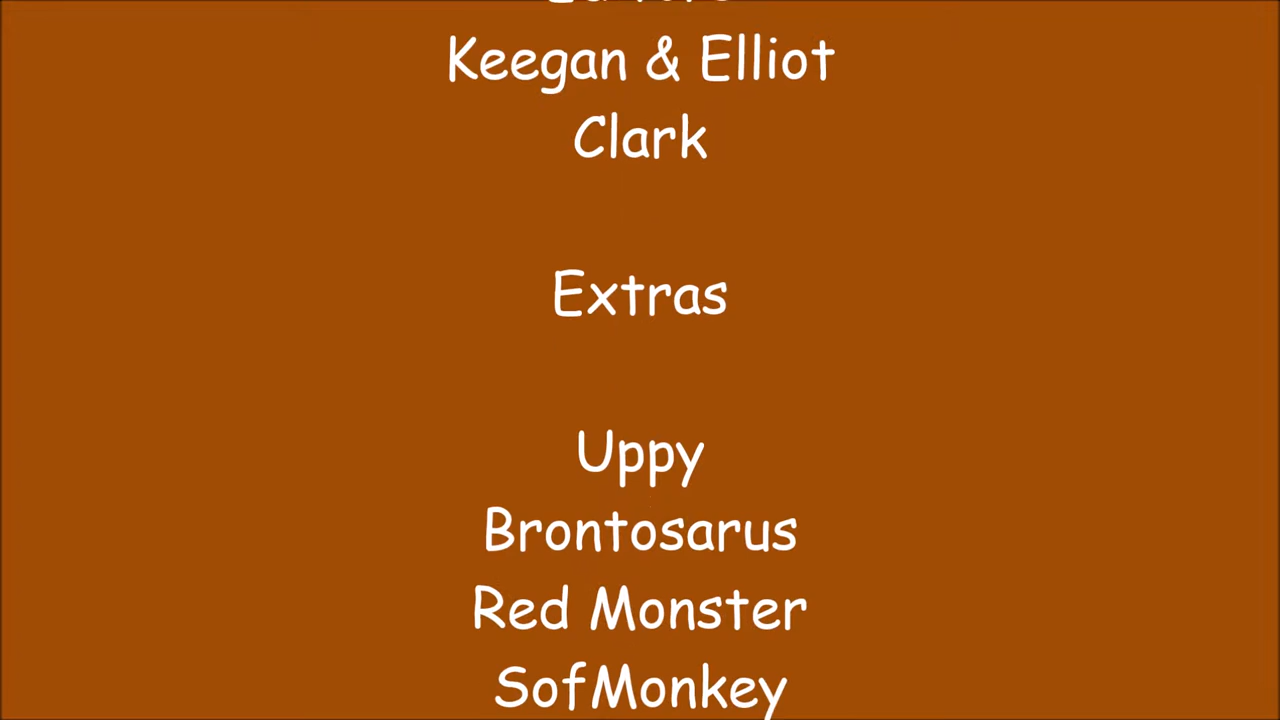 Keegan & Elliot
Clark
Extras
Uppy
Brontosarus
Red Monster
SofMonkey